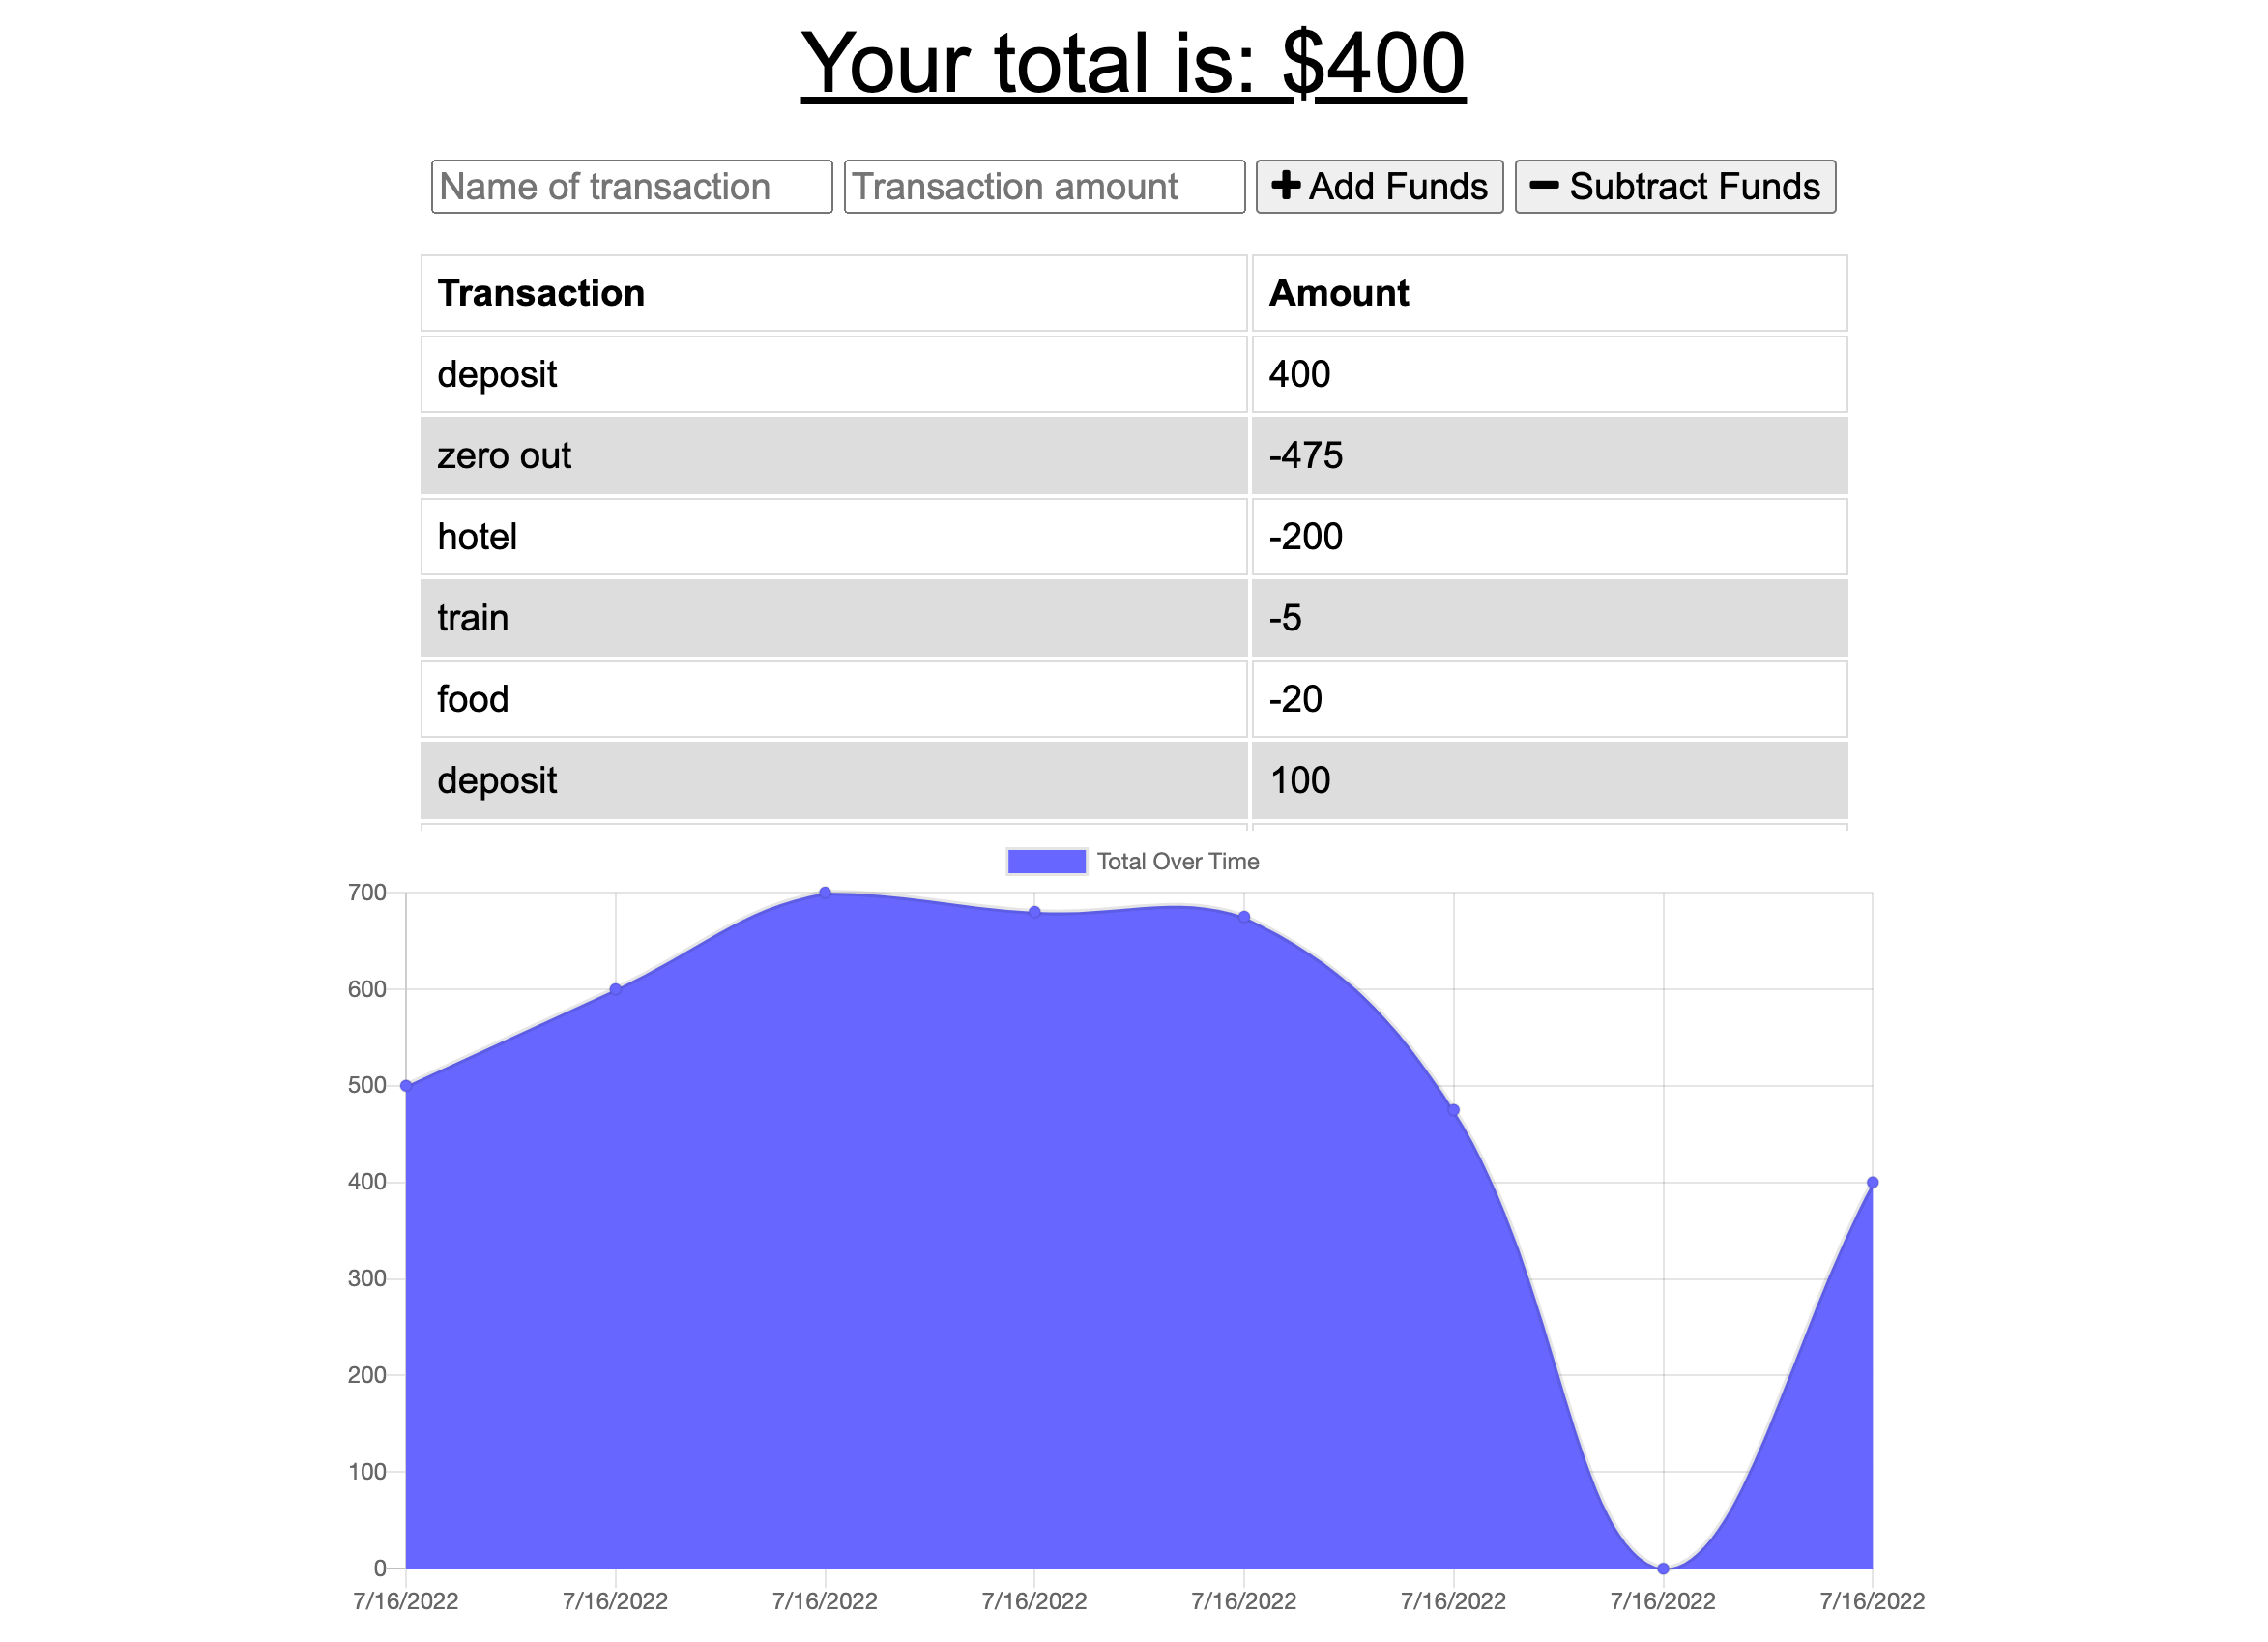 Your total is: $400
Name of transaction Transaction amount + Add Funds − Subtract Funds
Transaction Amount
deposit 400
zero out -475
hotel -200
train -5
food -20
deposit 100
Total Over Time
700
600
500
400
300
200
100
0
7/16/2022 7/16/2022 7/16/2022 7/16/2022 7/16/2022 7/16/2022 7/16/2022 7/16/2022